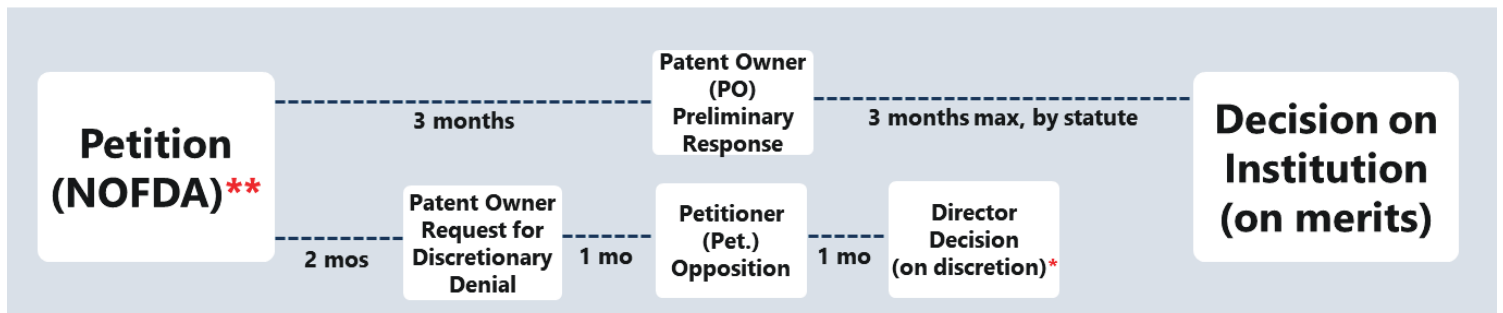 Petition
(NOFDA)**
3 months
Patent Owner
(PO)
Preliminary
Response
3 months max, by statute
Decision on
Institution
(on merits)
2 mos
Patent Owner
Request for
Discretionary
Denial
1 mo
Petitioner
(Pet.)
Opposition
1 mo
Director
Decision
(on discretion)*